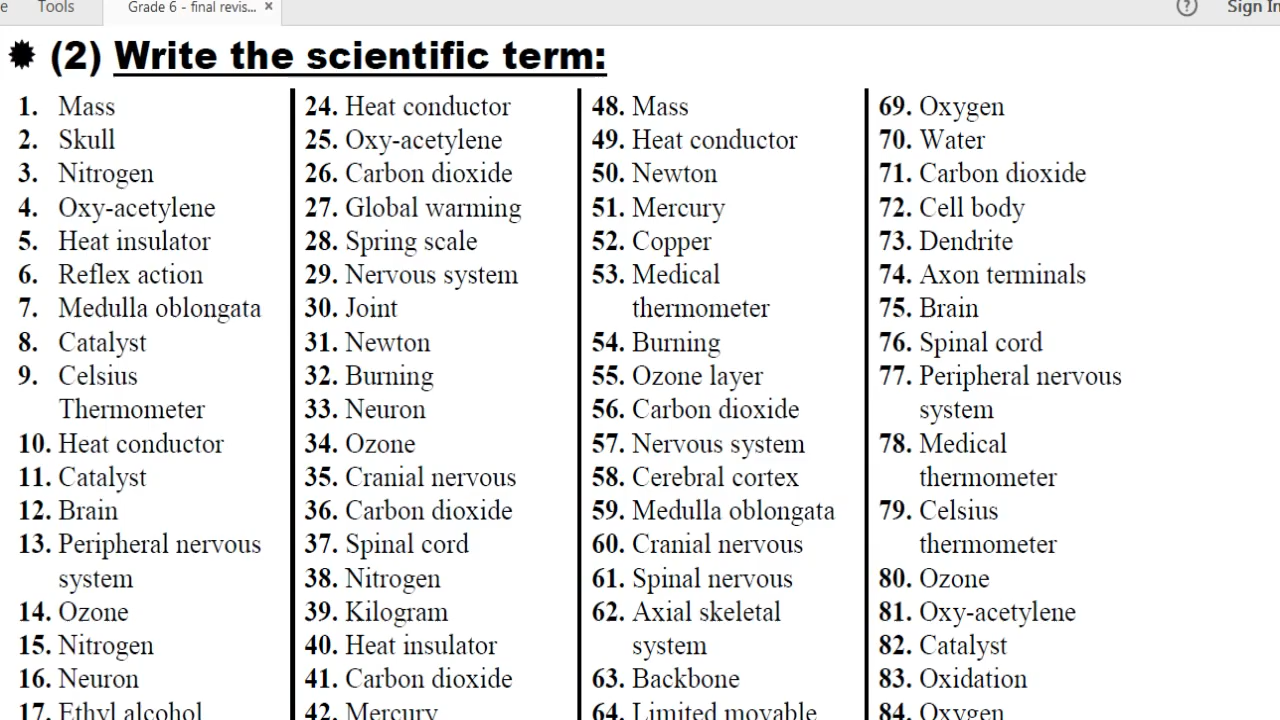 e Tools Grade 6 - final revis... × ? Sign In
(2) Write the scientific term:
1. Mass
2. Skull
3. Nitrogen
4. Oxy-acetylene
5. Heat insulator
6. Reflex action
7. Medulla oblongata
8. Catalyst
9. Celsius
Thermometer
10. Heat conductor
11. Catalyst
12. Brain
13. Peripheral nervous
system
14. Ozone
15. Nitrogen
16. Neuron
17. Ethyl alcohol
24. Heat conductor
25. Oxy-acetylene
26. Carbon dioxide
27. Global warming
28. Spring scale
29. Nervous system
30. Joint
31. Newton
32. Burning
33. Neuron
34. Ozone
35. Cranial nervous
36. Carbon dioxide
37. Spinal cord
38. Nitrogen
39. Kilogram
40. Heat insulator
41. Carbon dioxide
42. Mercury
48. Mass
49. Heat conductor
50. Newton
51. Mercury
52. Copper
53. Medical
thermometer
54. Burning
55. Ozone layer
56. Carbon dioxide
57. Nervous system
58. Cerebral cortex
59. Medulla oblongata
60. Cranial nervous
61. Spinal nervous
62. Axial skeletal
system
63. Backbone
64. Limited movable
69. Oxygen
70. Water
71. Carbon dioxide
72. Cell body
73. Dendrite
74. Axon terminals
75. Brain
76. Spinal cord
77. Peripheral nervous
system
78. Medical
thermometer
79. Celsius
thermometer
80. Ozone
81. Oxy-acetylene
82. Catalyst
83. Oxidation
84. Oxygen